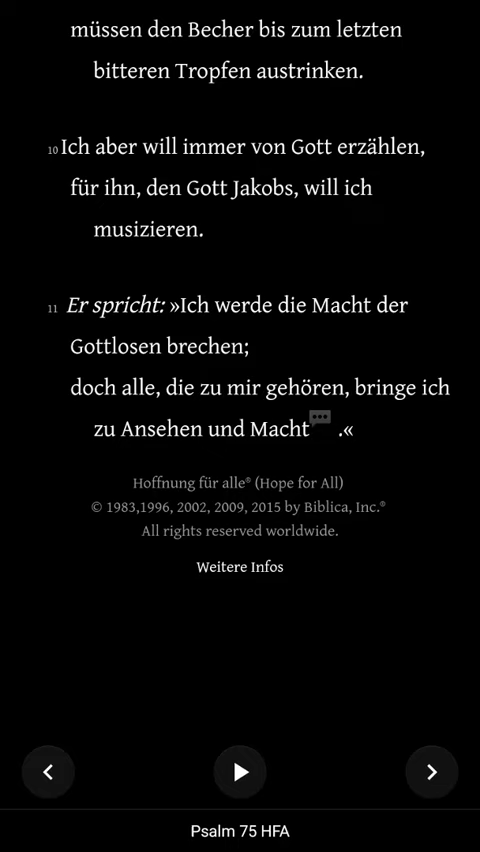 müssen den Becher bis zum letzten
bitteren Tropfen austrinken.
10 Ich aber will immer von Gott erzählen,
für ihn, den Gott Jakobs, will ich
musizieren.
11 Er spricht: »Ich werde die Macht der
Gottlosen brechen;
doch alle, die zu mir gehören, bringe ich
zu Ansehen und Macht .«
Hoffnung für alle® (Hope for All)
© 1983,1996, 2002, 2009, 2015 by Biblica, Inc.®
All rights reserved worldwide.
Weitere Infos
Psalm 75 HFA